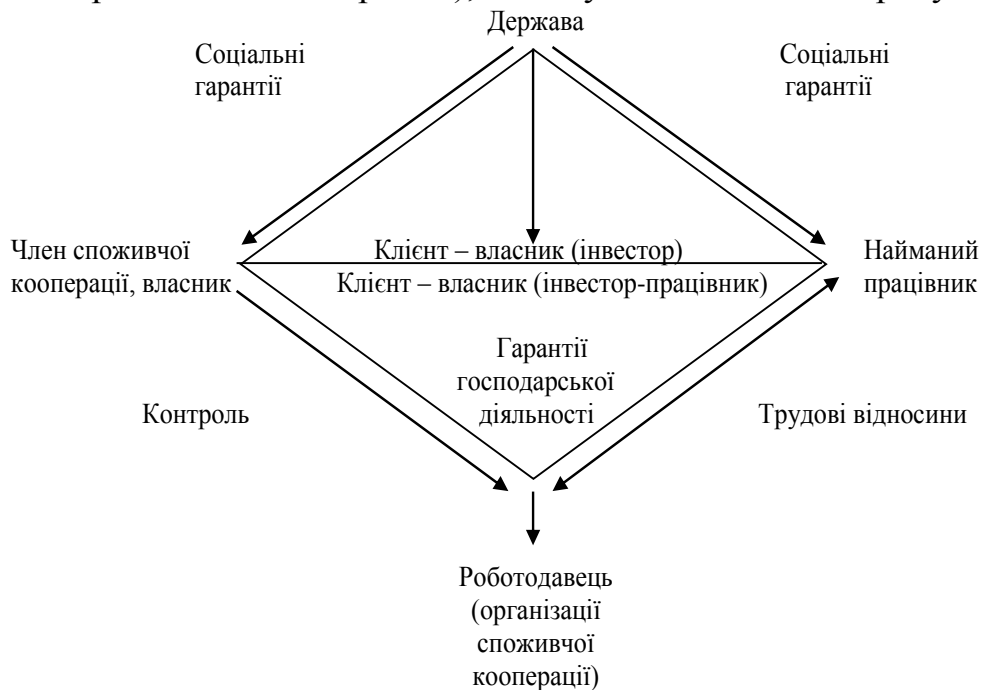 Держава
Соціальні
гарантії
Соціальні
гарантії
Член споживчої
кооперації, власник
Клієнт – власник (інвестор)
Клієнт – власник (інвестор-працівник)
Найманий
працівник
Гарантії
господарської
діяльності
Контроль
Трудові відносини
Роботодавець
(організації
споживчої
кооперації)